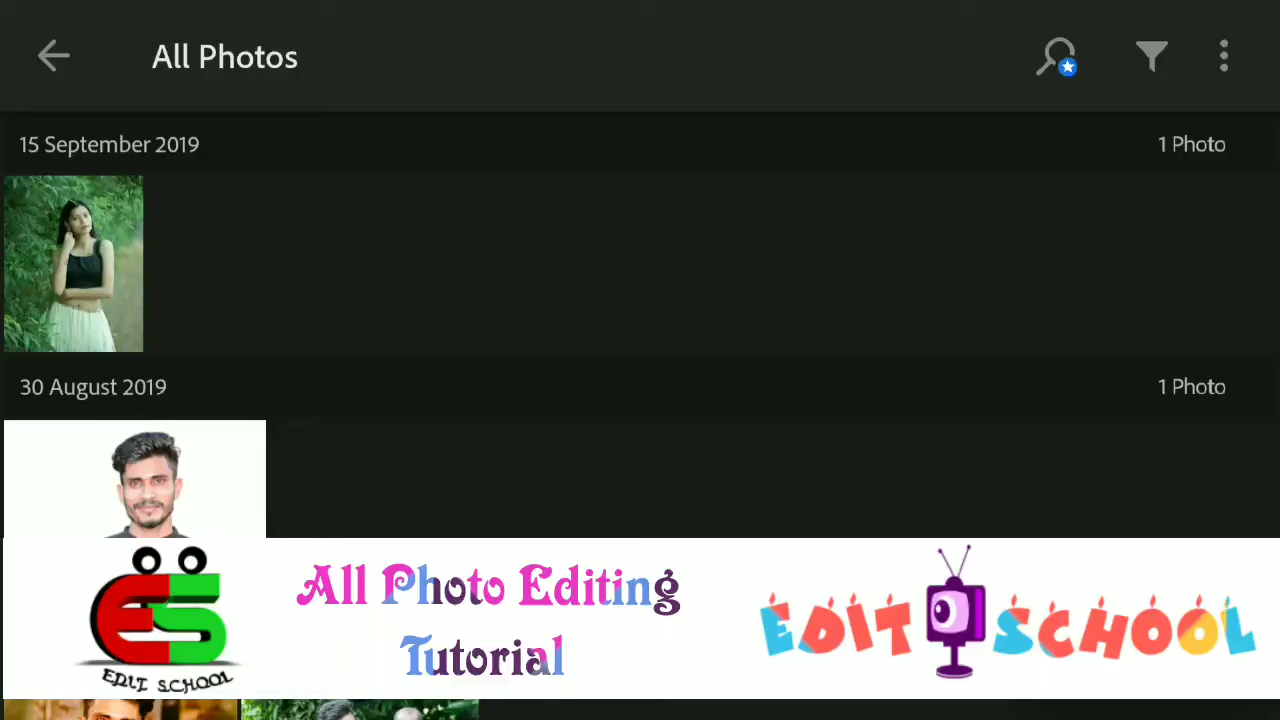 All Photos
15 September 2019
1 Photo
30 August 2019
1 Photo
ES
EDIT SCHOOL
All Photo Editing
Tutorial
EDIT SCHOOL